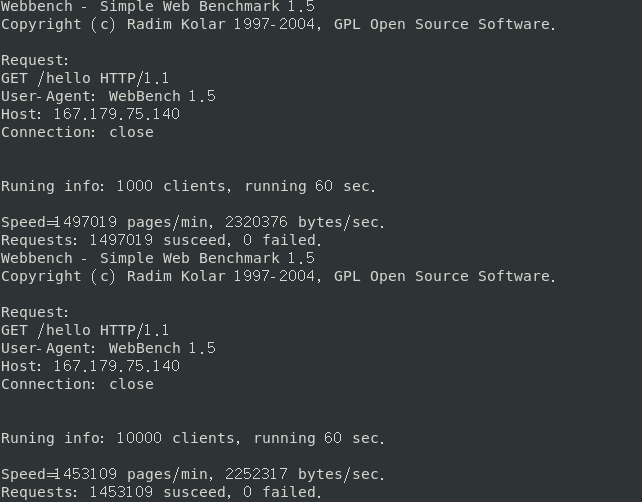 Webbench - Simple Web Benchmark 1.5
Copyright (c) Radim Kolar 1997-2004, GPL Open Source Software.
Request:
GET /hello HTTP/1.1
User-Agent: WebBench 1.5
Host: 167.179.75.140
Connection: close
Runing info: 1000 clients, running 60 sec.
Speed=1497019 pages/min, 2320376 bytes/sec.
Requests: 1497019 susceed, 0 failed.
Webbench - Simple Web Benchmark 1.5
Copyright (c) Radim Kolar 1997-2004, GPL Open Source Software.
Request:
GET /hello HTTP/1.1
User-Agent: WebBench 1.5
Host: 167.179.75.140
Connection: close
Runing info: 10000 clients, running 60 sec.
Speed=1453109 pages/min, 2252317 bytes/sec.
Requests: 1453109 susceed, 0 failed.